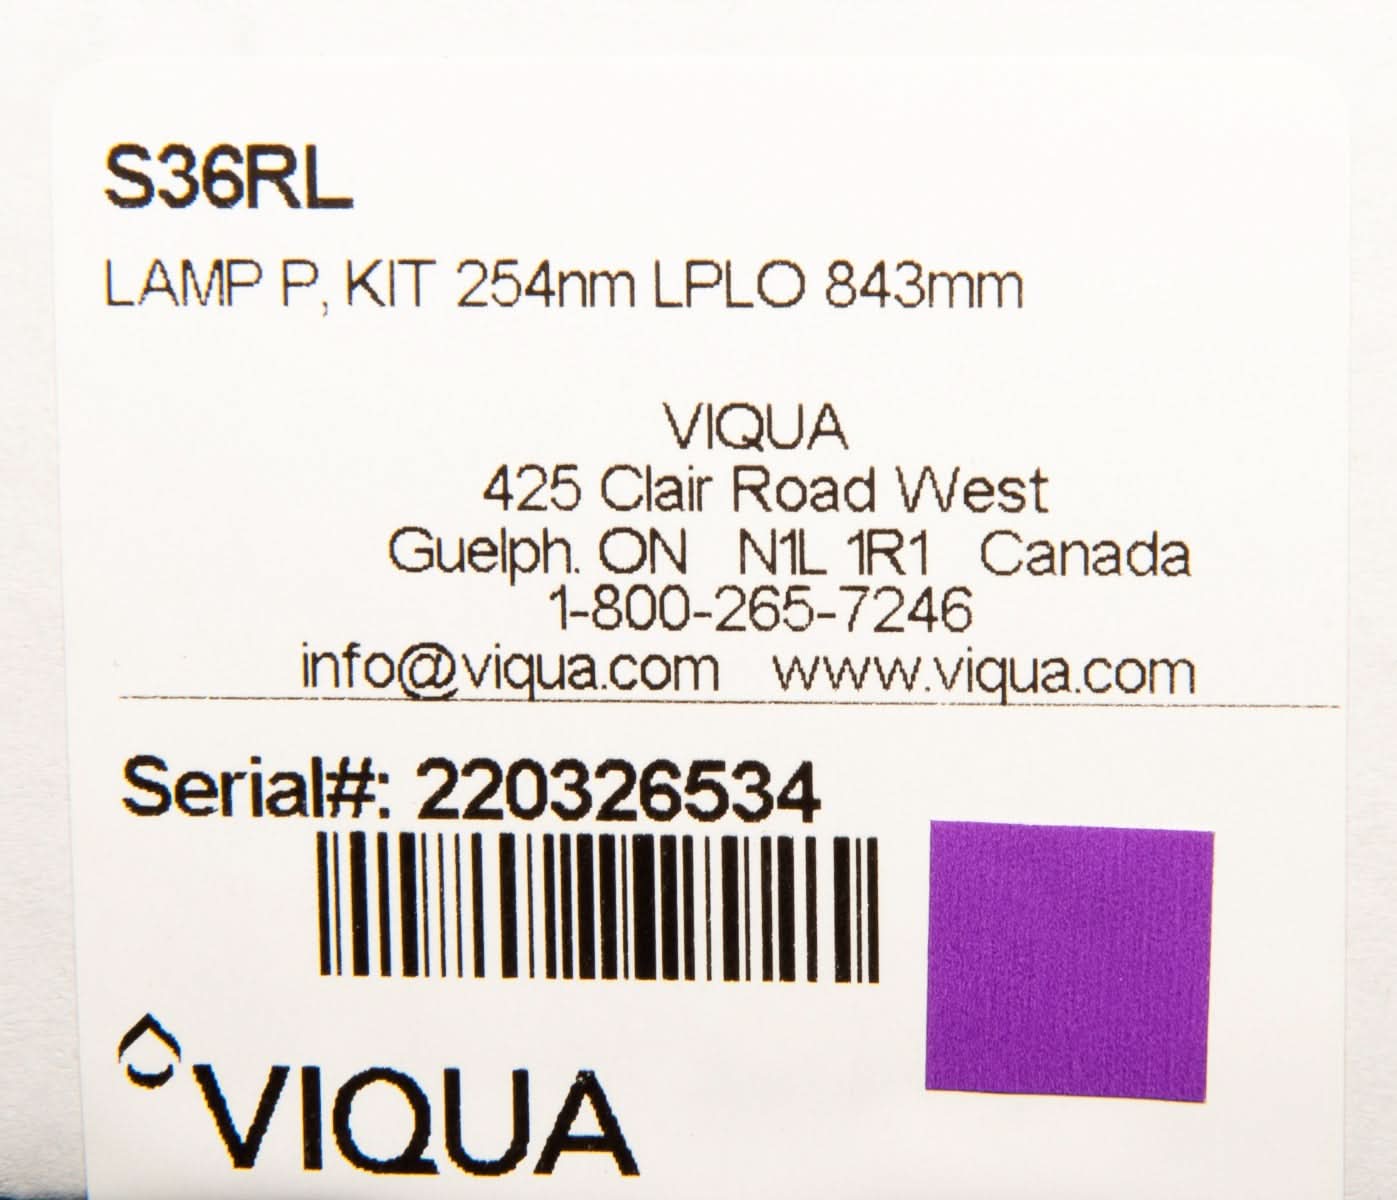 S36RL
LAMP P, KIT 254nm LPLO 843mm
VIQUA
425 Clair Road West
Guelph. ON N1L 1R1 Canada
1-800-265-7246
info@viqua.com www.viqua.com
Serial#: 220326534
VIQUA